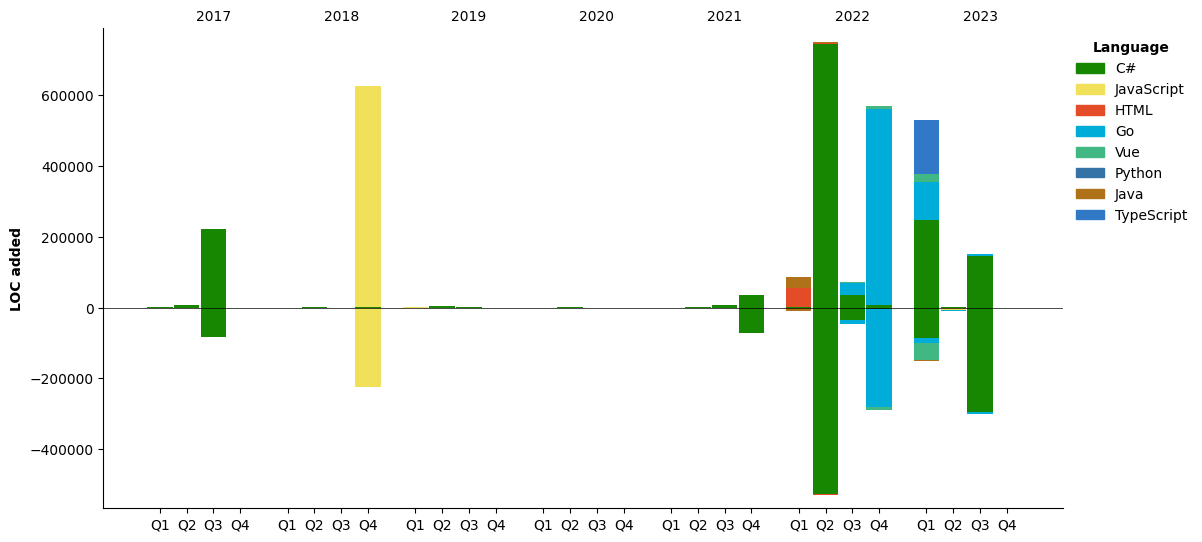 2017 2018 2019 2020 2021 2022 2023
LOC added
600000
400000
200000
0
−200000
−400000
Q1 Q2 Q3 Q4 Q1 Q2 Q3 Q4 Q1 Q2 Q3 Q4 Q1 Q2 Q3 Q4 Q1 Q2 Q3 Q4 Q1 Q2 Q3 Q4 Q1 Q2 Q3 Q4
Language
C#
JavaScript
HTML
Go
Vue
Python
Java
TypeScript